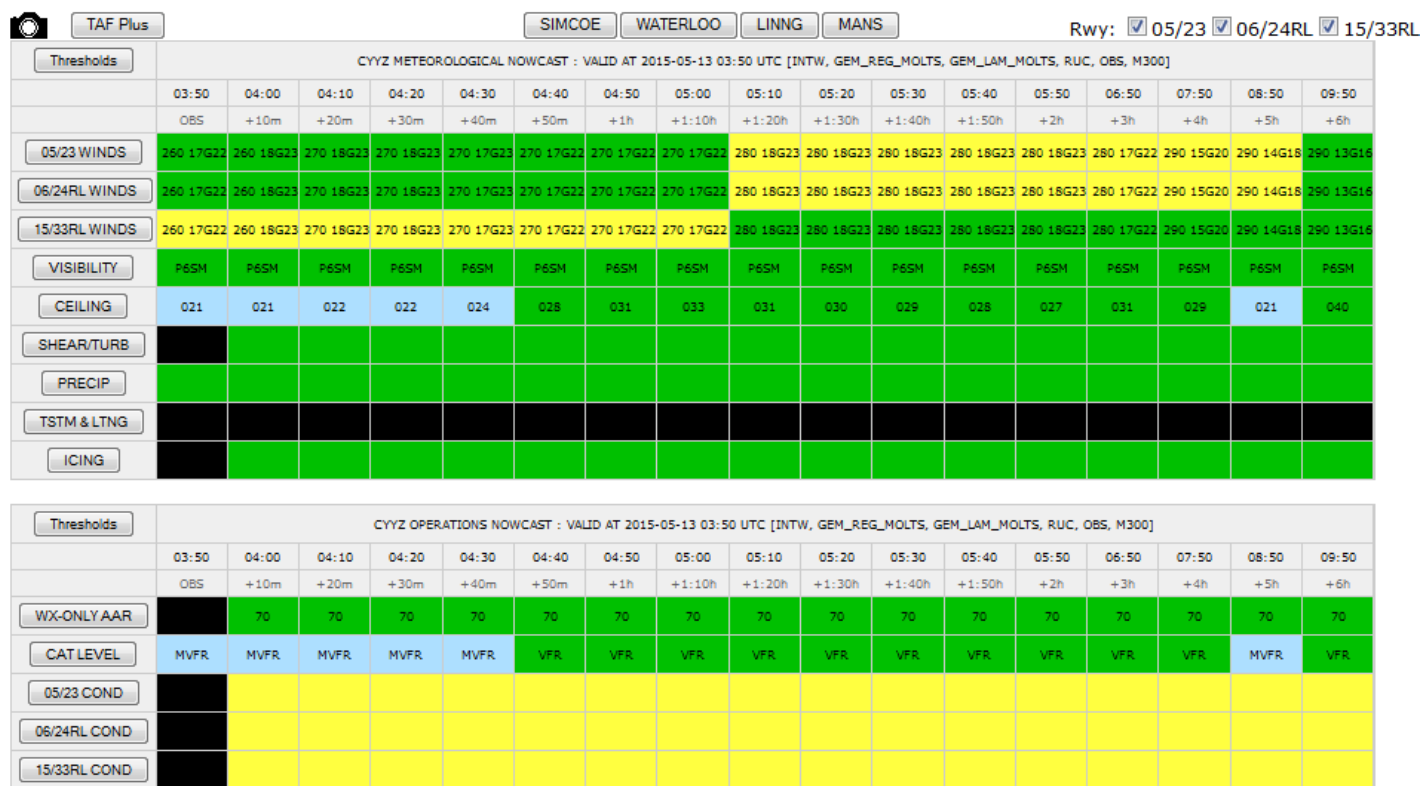 TAF Plus SIMCOE WATERLOO LINNG MANS Rwy: 05/23 06/24RL 15/33RL
Thresholds CYYZ METEOROLOGICAL NOWCAST : VALID AT 2015-05-13 03:50 UTC [INTW, GEM_REG_MOLTS, GEM_LAM_MOLTS, RUC, OBS, M300]
03:50 04:00 04:10 04:20 04:30 04:40 04:50 05:00 05:10 05:20 05:30 05:40 05:50 06:50 07:50 08:50 09:50
OBS +10m +20m +30m +40m +50m +1h +1:10h +1:20h +1:30h +1:40h +1:50h +2h +3h +4h +5h +6h
05/23 WINDS 260 17G22 260 18G23 270 18G23 270 18G23 270 17G23 270 17G22 270 17G22 270 17G22 280 18G23 280 18G23 280 18G23 280 18G23 280 18G23 280 17G22 290 15G20 290 14G18 290 13G16
06/24RL WINDS 260 17G22 260 18G23 270 18G23 270 18G23 270 17G23 270 17G22 270 17G22 270 17G22 280 18G23 280 18G23 280 18G23 280 18G23 280 18G23 280 17G22 290 15G20 290 14G18 290 13G16
15/33RL WINDS 260 17G22 260 18G23 270 18G23 270 18G23 270 17G23 270 17G22 270 17G22 270 17G22 280 18G23 280 18G23 280 18G23 280 18G23 280 18G23 280 17G22 290 15G20 290 14G18 290 13G16
VISIBILITY P6SM P6SM P6SM P6SM P6SM P6SM P6SM P6SM P6SM P6SM P6SM P6SM P6SM P6SM P6SM P6SM P6SM
CEILING 021 021 022 022 024 028 031 033 031 030 029 028 027 031 029 021 040
SHEAR/TURB
PRECIP
TSTM & LTNG
ICING
Thresholds CYYZ OPERATIONS NOWCAST : VALID AT 2015-05-13 03:50 UTC [INTW, GEM_REG_MOLTS, GEM_LAM_MOLTS, RUC, OBS, M300]
03:50 04:00 04:10 04:20 04:30 04:40 04:50 05:00 05:10 05:20 05:30 05:40 05:50 06:50 07:50 08:50 09:50
OBS +10m +20m +30m +40m +50m +1h +1:10h +1:20h +1:30h +1:40h +1:50h +2h +3h +4h +5h +6h
WX-ONLY AAR 70 70 70 70 70 70 70 70 70 70 70 70 70 70 70 70
CAT LEVEL MVFR MVFR MVFR MVFR MVFR VFR VFR VFR VFR VFR VFR VFR VFR VFR VFR MVFR VFR
05/23 COND
06/24RL COND
15/33RL COND